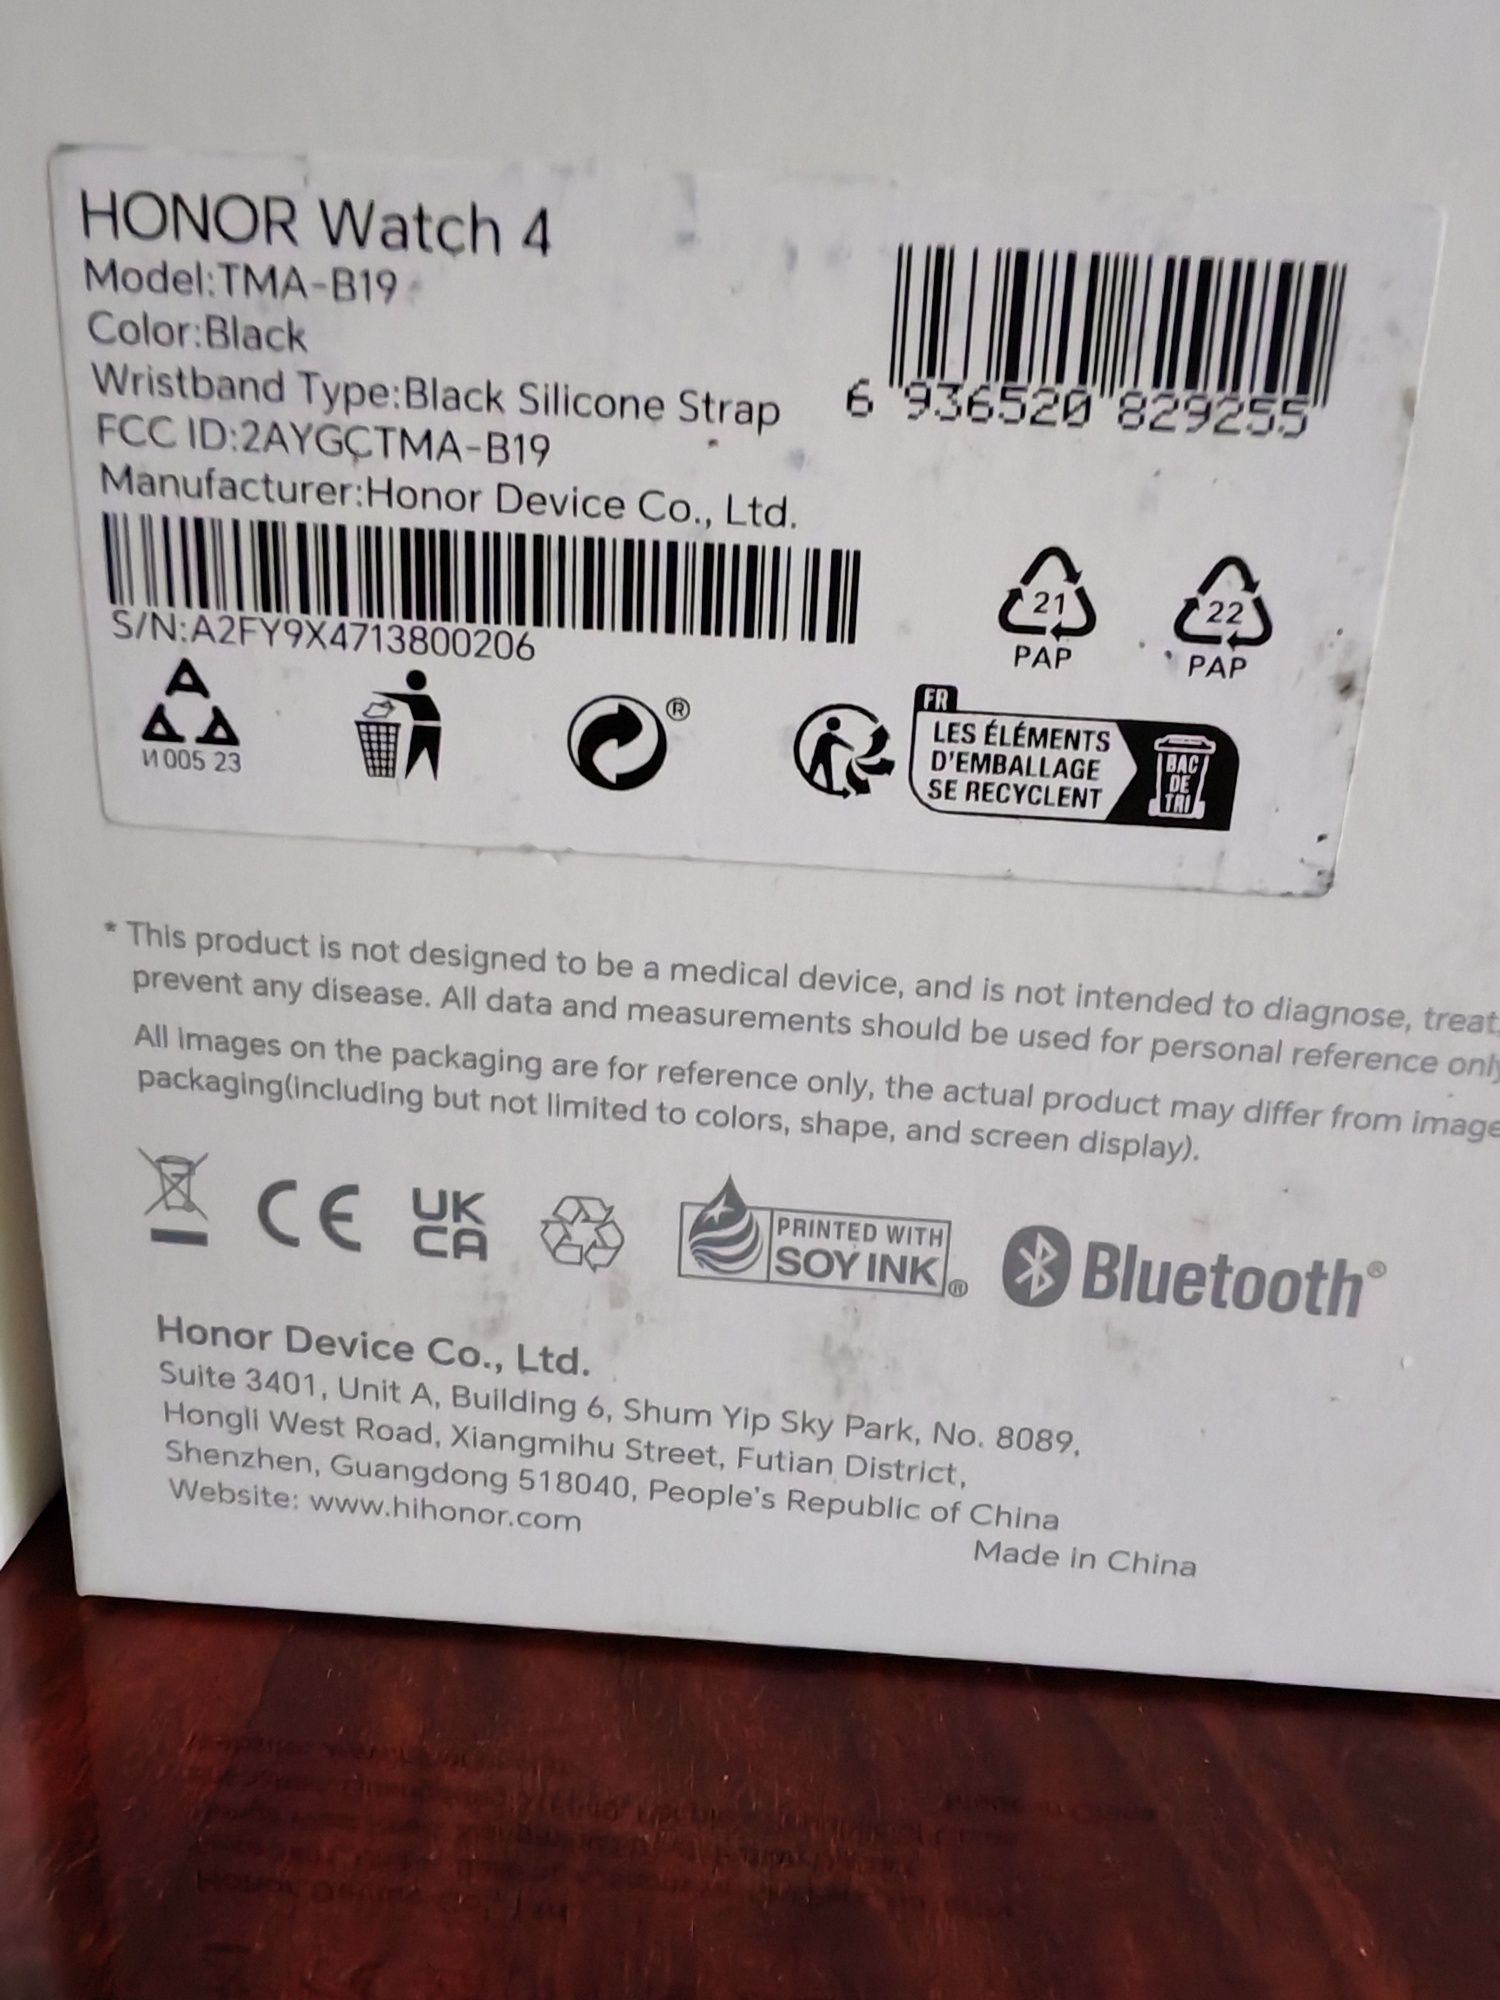 HONOR Watch 4
Model:TMA-B19
Color:Black
Wristband Type:Black Silicone Strap
FCC ID:2AYGCTMA-B19
Manufacturer:Honor Device Co., Ltd.
6 936520 829255
S/N:A2FY9X4713800206
21
PAP
22
PAP
И005 23
®
FR
LES ÉLÉMENTS
D'EMBALLAGE
SE RECYCLENT
BAC
DE
TRI
* This product is not designed to be a medical device, and is not intended to diagnose, treat,
prevent any disease. All data and measurements should be used for personal reference only
All images on the packaging are for reference only, the actual product may differ from image
packaging(including but not limited to colors, shape, and screen display).
CE
UK
CA
PRINTED WITH
SOY INK®
Bluetooth®
Honor Device Co., Ltd.
Suite 3401, Unit A, Building 6, Shum Yip Sky Park, No. 8089,
Hongli West Road, Xiangmihu Street, Futian District,
Shenzhen, Guangdong 518040, People's Republic of China
Website: www.hihonor.com
Made in China